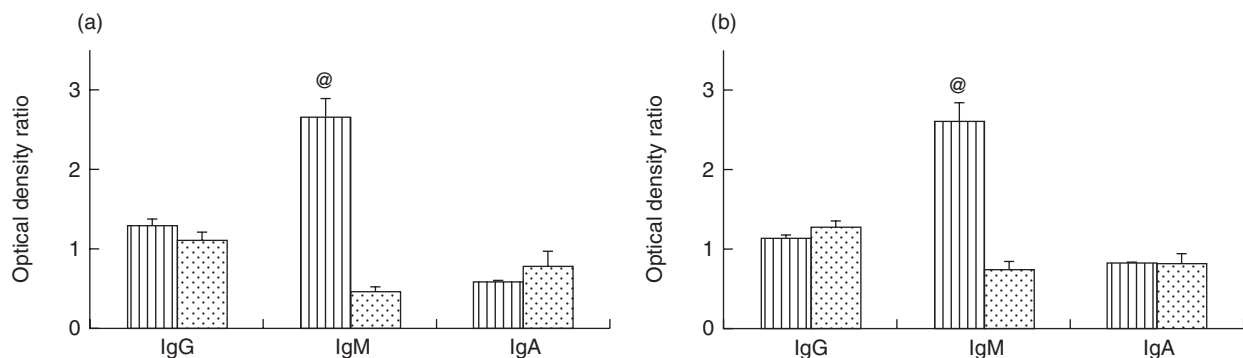 (a)
Optical density ratio
3
2
1
0
@
IgG
IgM
IgA
(b)
Optical density ratio
3
2
1
0
@
IgG
IgM
IgA